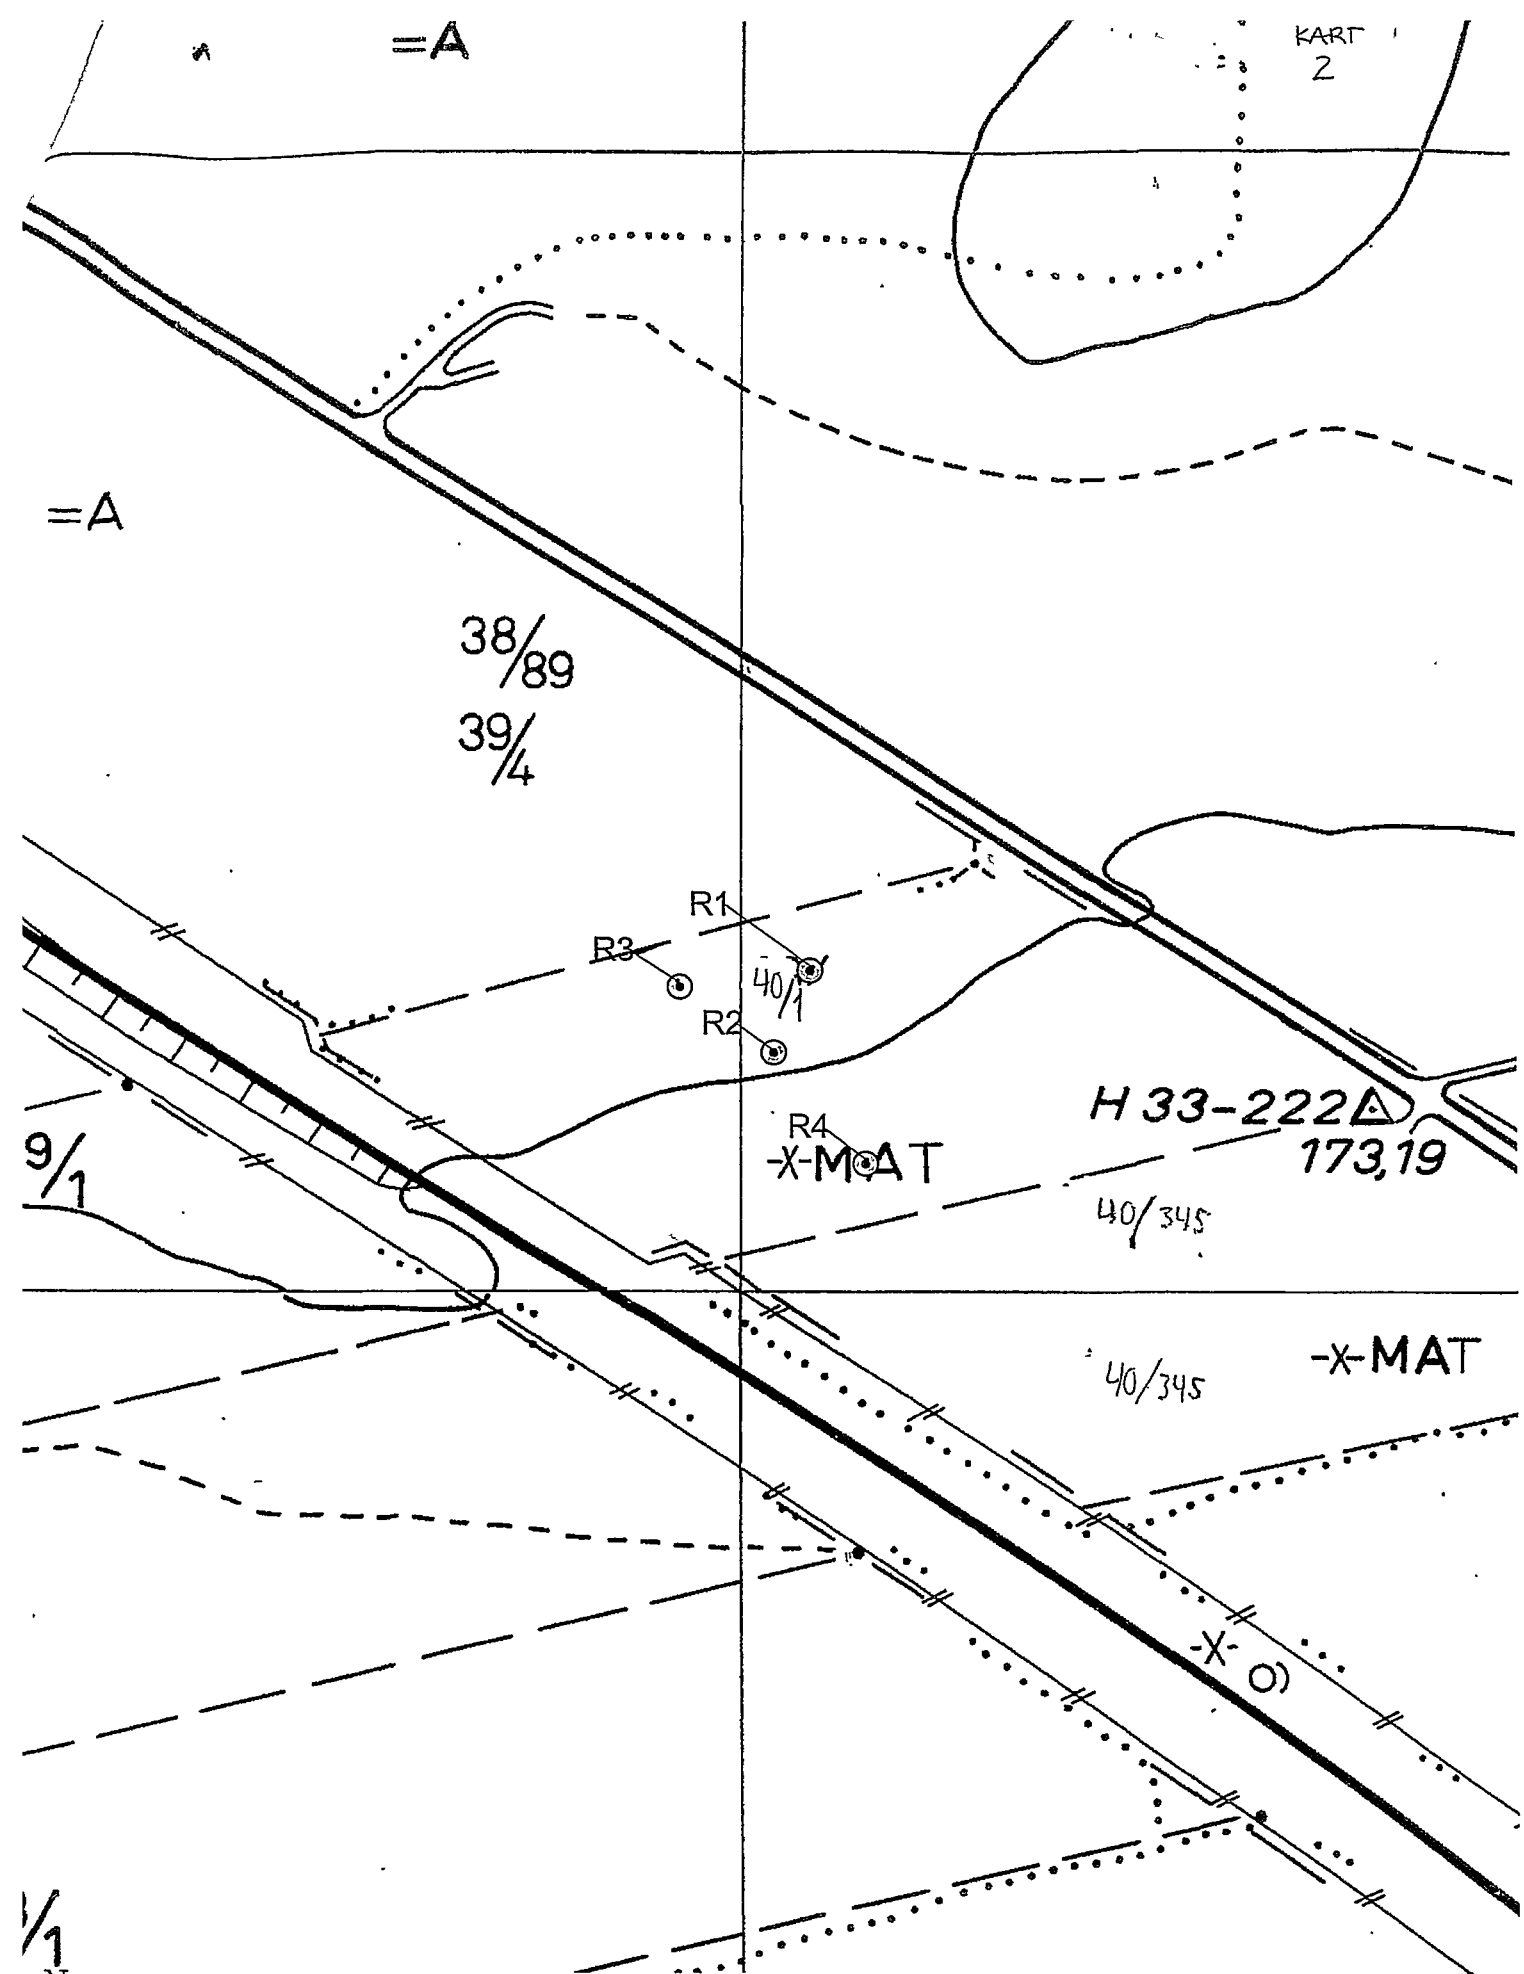 =A
KART
2
=A
38/89
39/4
R1
R3
40/1
R2
H 33-222
R4
173,19
-X-MAT
9/1
40/345
-X-MAT
40/345
-X-
/1